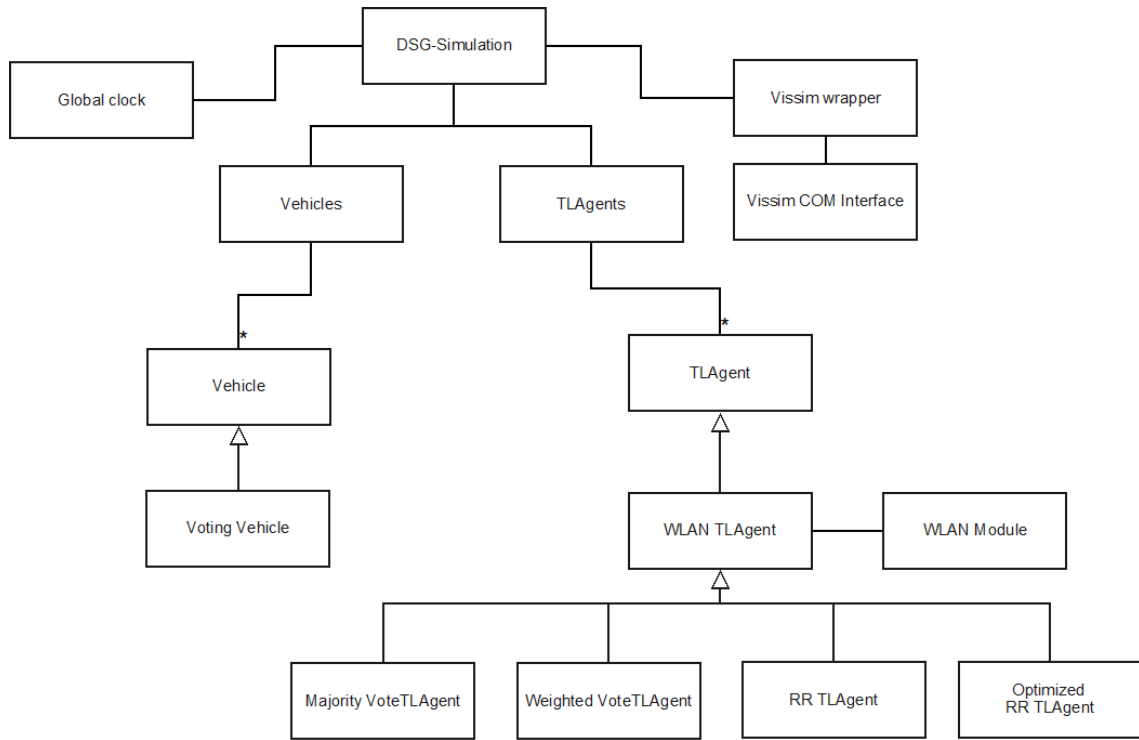 DSG-Simulation
Global clock
Vissim wrapper
Vehicles
TLAgents
Vissim COM Interface
*
*
Vehicle
TLAgent
Voting Vehicle
WLAN TLAgent
WLAN Module
Majority VoteTLAgent
Weighted VoteTLAgent
RR TLAgent
Optimized
RR TLAgent